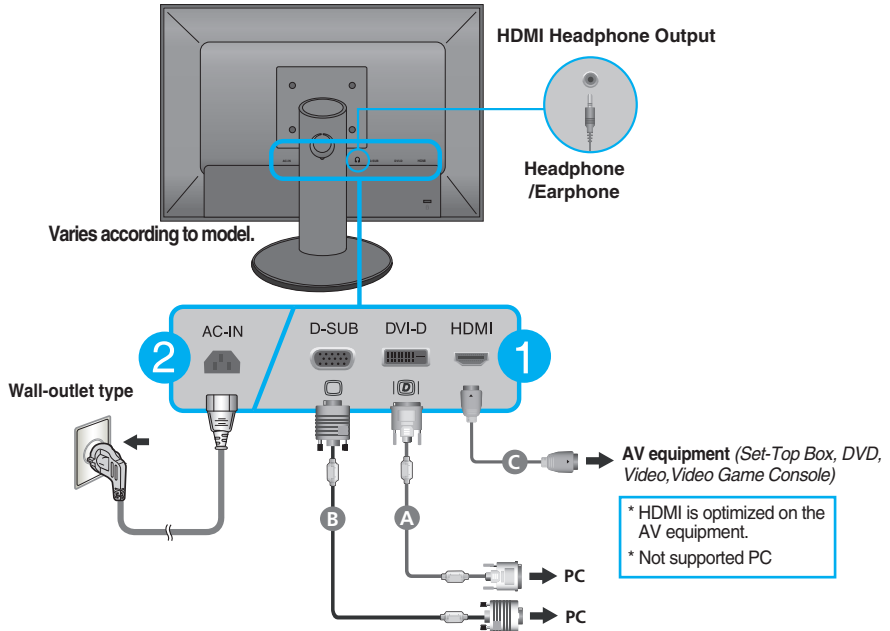 HDMI Headphone Output
Headphone
/Earphone
Varies according to model.
AC-IN
D-SUB
DVI-D
HDMI
2
1
D
Wall-outlet type
C
AV equipment (Set-Top Box, DVD,
Video,Video Game Console)
B
A
* HDMI is optimized on the
AV equipment.
* Not supported PC
PC
PC